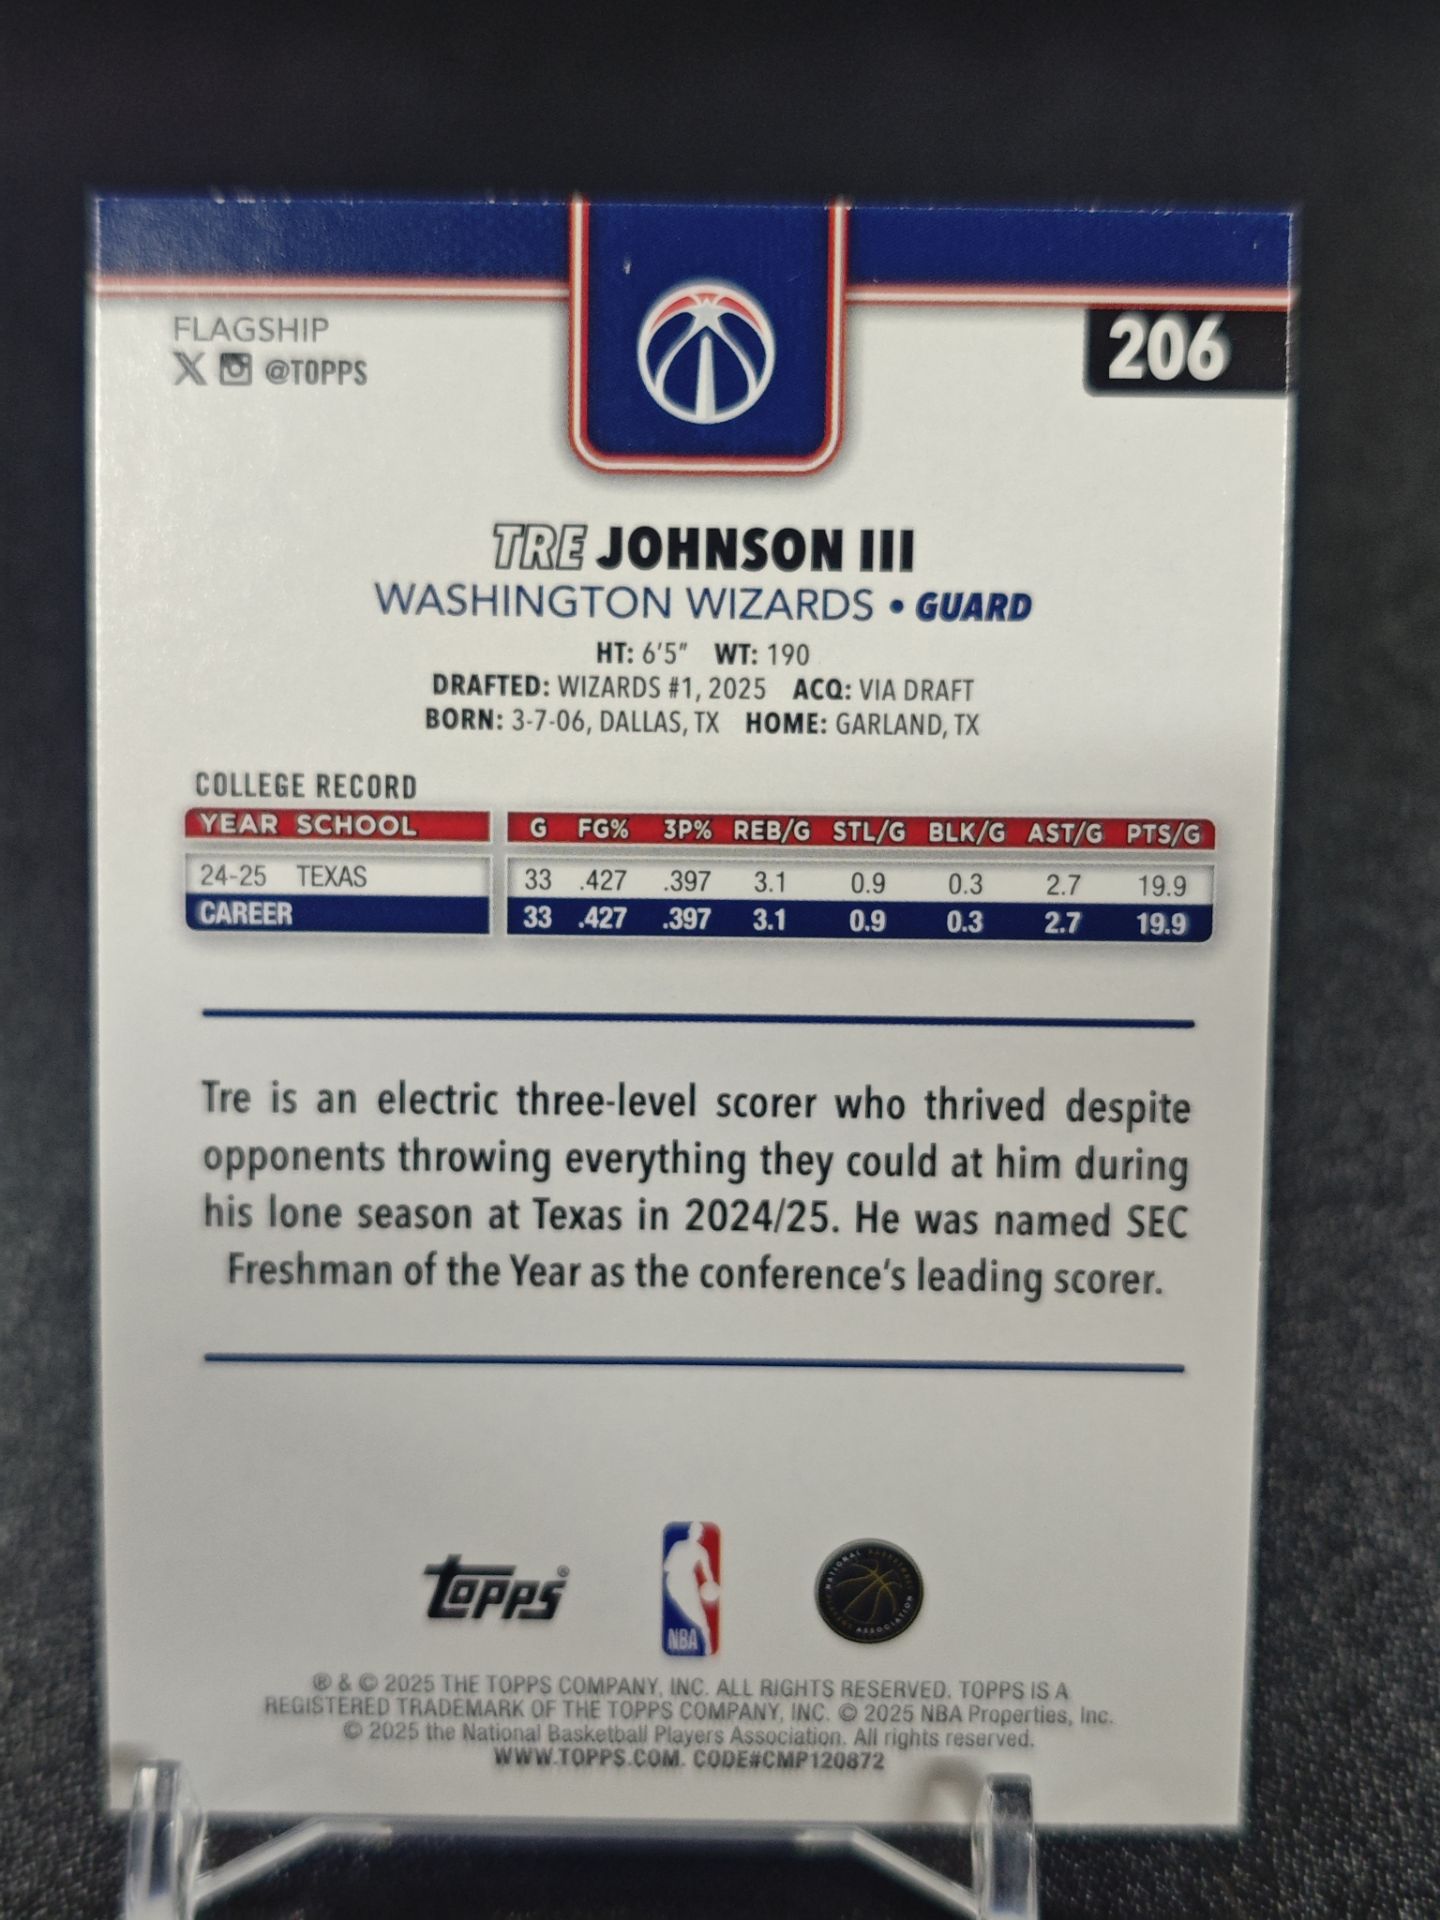 FLAGSHIP
206
X @TOPPS
TRE JOHNSON III
WASHINGTON WIZARDS • GUARD
HT: 6'5" WT: 190
DRAFTED: WIZARDS #1, 2025 ACQ: VIA DRAFT
BORN: 3-7-06, DALLAS, TX HOME: GARLAND, TX
COLLEGE RECORD
YEAR SCHOOL G FG% 3P% REB/G STL/G BLK/G AST/G PTS/G
24-25 TEXAS 33 .427 .397 3.1 0.9 0.3 2.7 19.9
CAREER 33 .427 .397 3.1 0.9 0.3 2.7 19.9
Tre is an electric three-level scorer who thrived despite
opponents throwing everything they could at him during
his lone season at Texas in 2024/25. He was named SEC
Freshman of the Year as the conference's leading scorer.
topps®
NBA
NATIONAL BASKETBALL PLAYERS ASSOCIATION
® & © 2025 THE TOPPS COMPANY, INC. ALL RIGHTS RESERVED. TOPPS IS A
REGISTERED TRADEMARK OF THE TOPPS COMPANY, INC. © 2025 NBA Properties, Inc.
© 2025 the National Basketball Players Association. All rights reserved.
WWW.TOPPS.COM. CODE#CMP120872